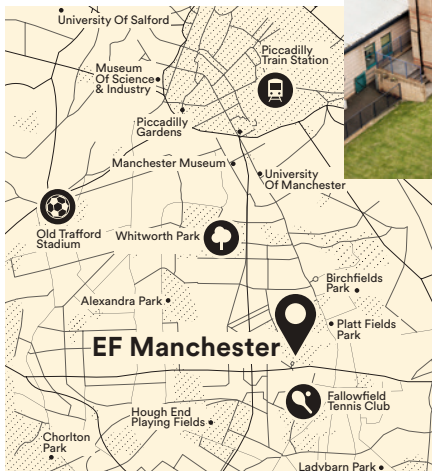 University Of Salford
Piccadilly
Train Station
Museum
Of Science
& Industry
Piccadilly
Gardens
Manchester Museum
University
Of Manchester
Old Trafford
Stadium
Whitworth Park
Birchfields
Park
Alexandra Park
Platt Fields
Park
EF Manchester
Fallowfield
Tennis Club
Hough End
Playing Fields
Chorlton
Park
Ladybarn Park